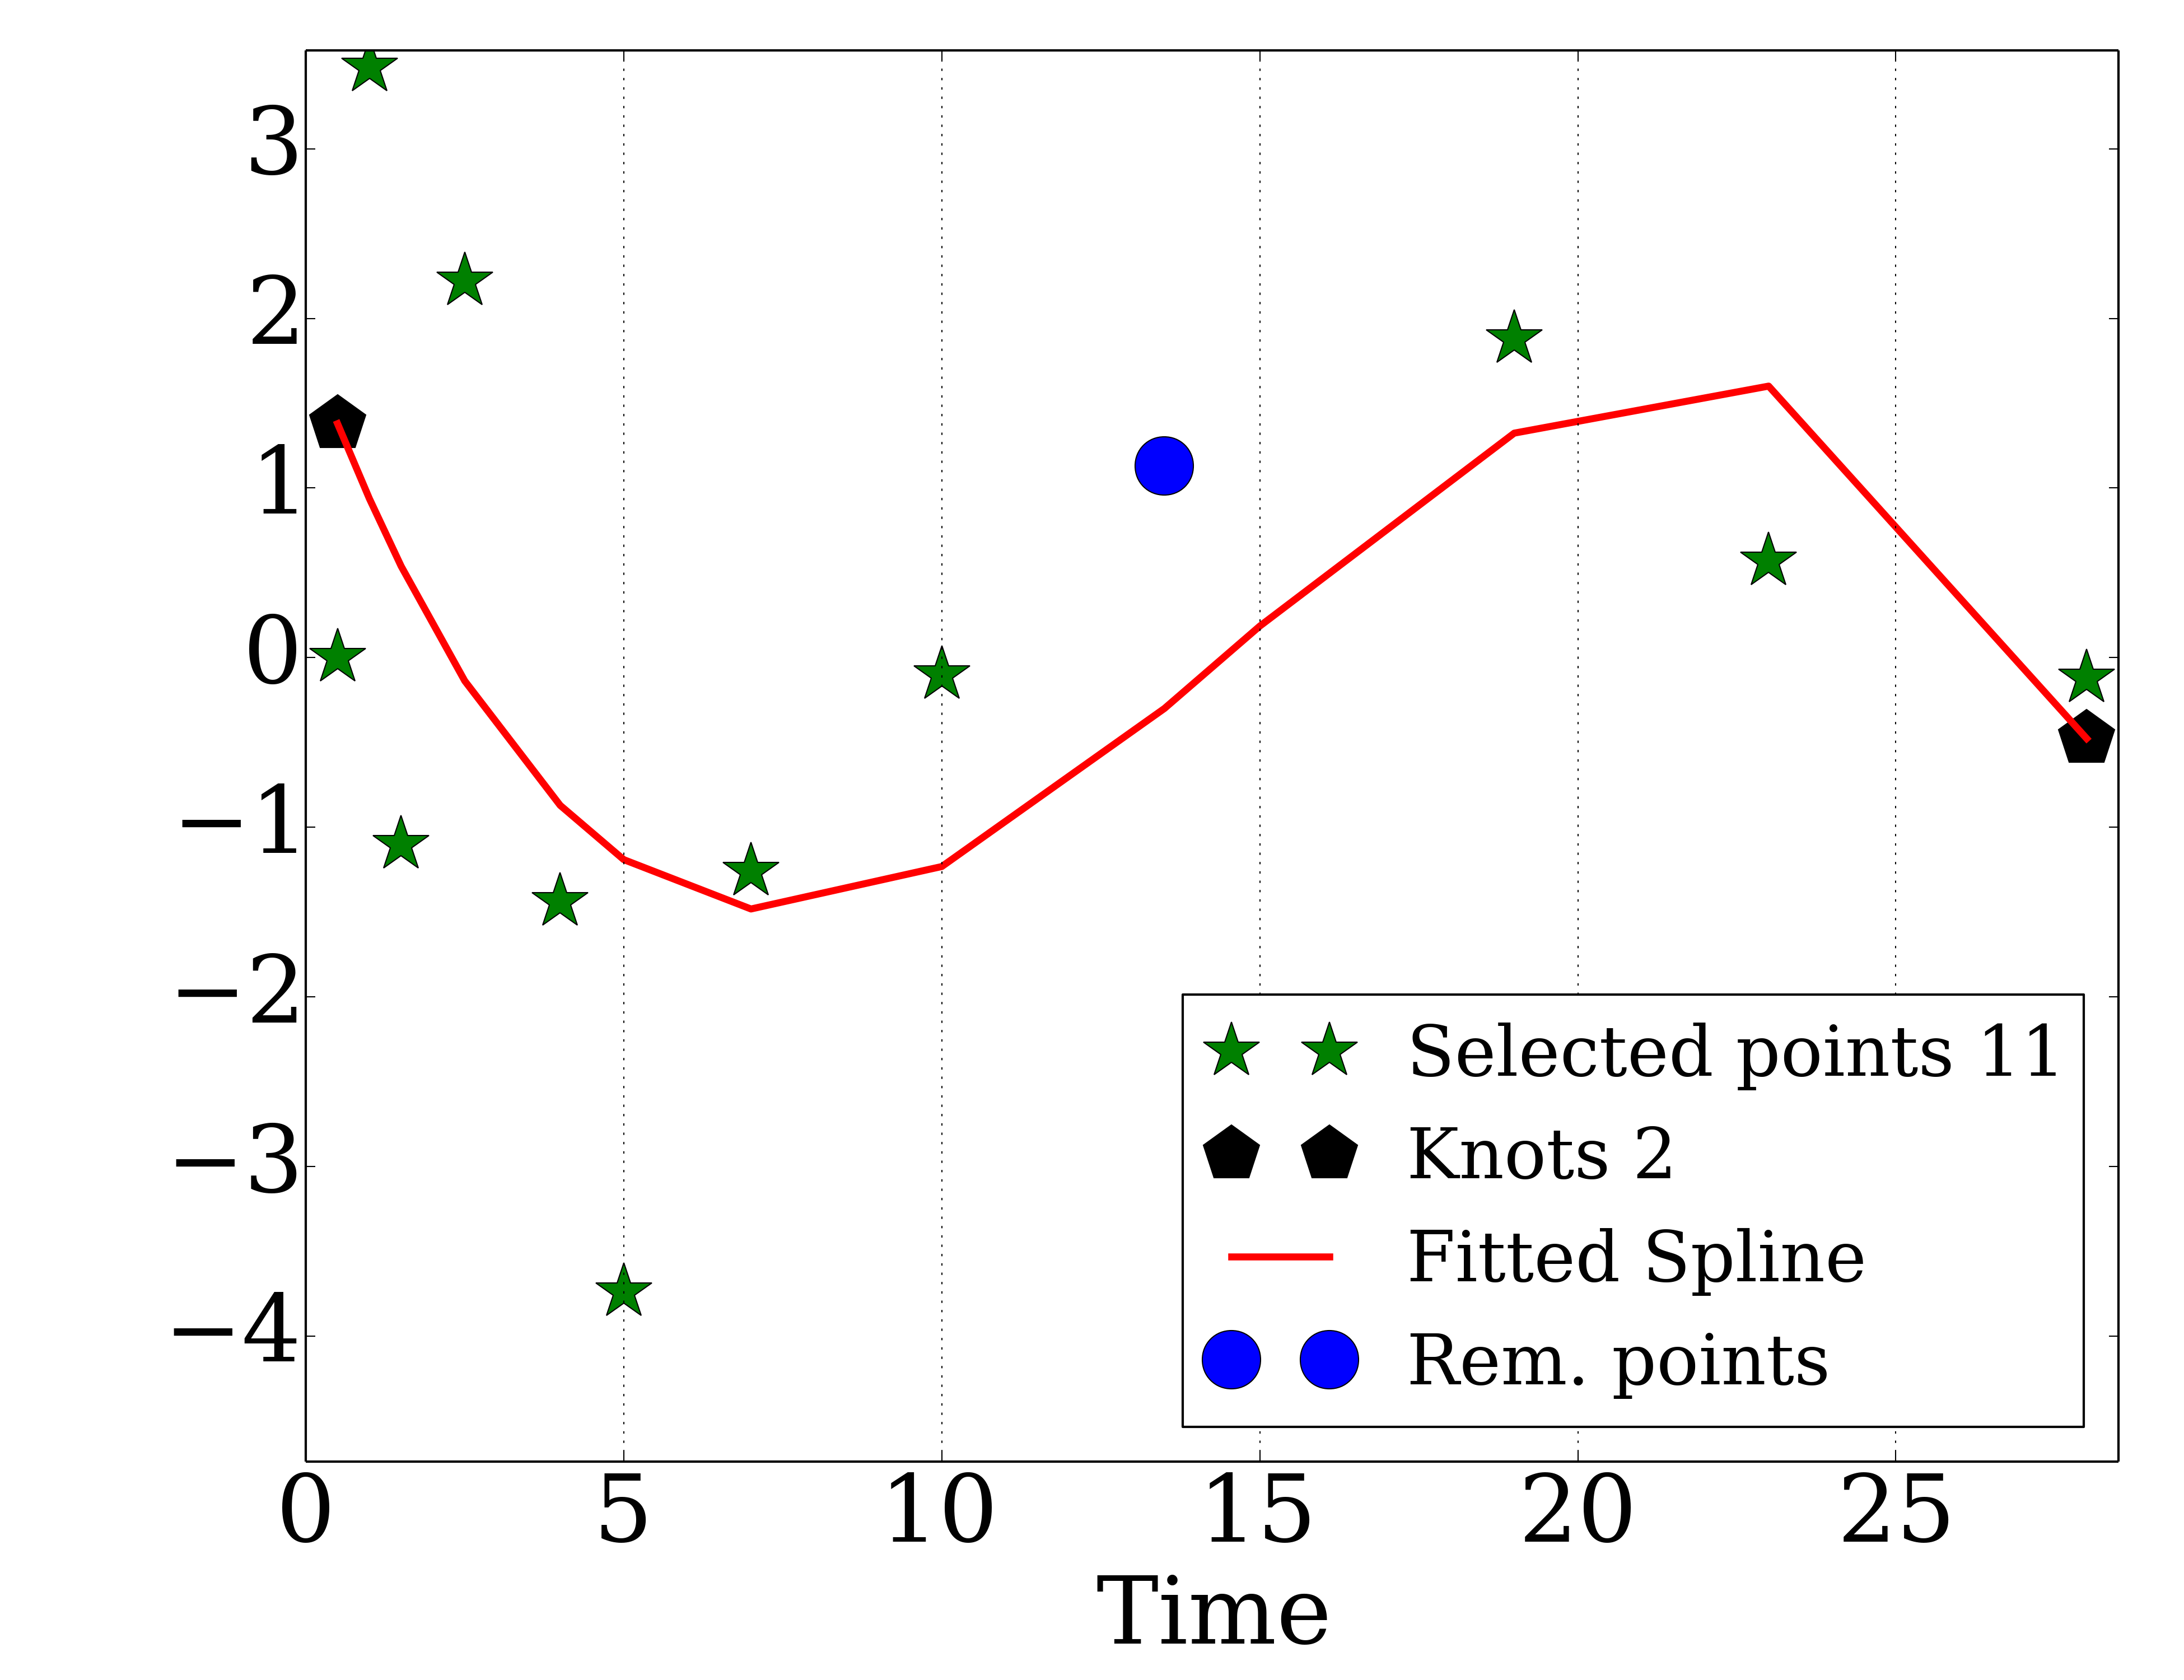 3
2
1
0
−1
−2
−3
−4
Selected points 11
Knots 2
Fitted Spline
Rem. points
0 5 10 15 20 25
Time